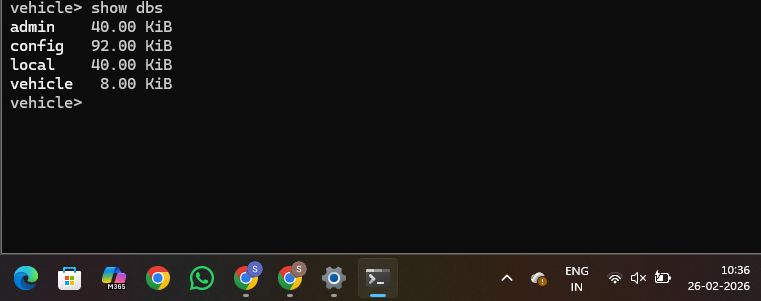 vehicle> show dbs
admin    40.00 KiB
config   92.00 KiB
local    40.00 KiB
vehicle   8.00 KiB
vehicle>
M365
S
S
ENG
IN
10:36
26-02-2026